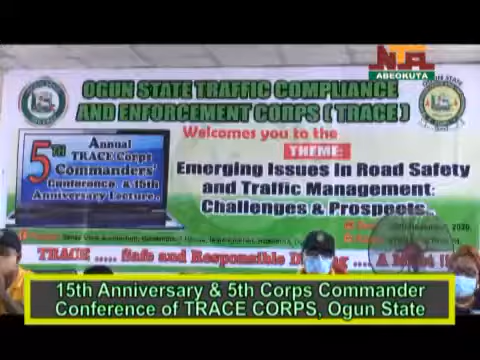 NTA
ABEOKUTA
OGUN STATE TRAFFIC COMPLIANCE
AND ENFORCEMENT CORPS ( TRACE )
Welcomes you to the
5TH
Annual
TRACE Corps
Commanders'
Conference & 15th
Anniversary Lecture.
THEME:
Emerging Issues In Road Safety
and Traffic Management:
Challenges & Prospects.
TRACE ..... Safe and Responsible
..... A
15th Anniversary & 5th Corps Commander
Conference of TRACE CORPS, Ogun State